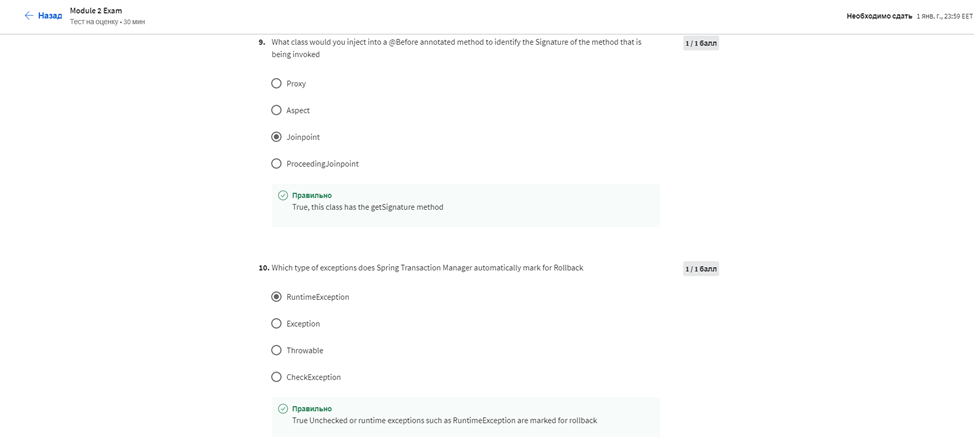 Назад
Module 2 Exam
Тест на оценку • 30 мин
Необходимо сдать 1 янв. г., 23:59 EET
9. What class would you inject into a @Before annotated method to identify the Signature of the method that is
being invoked
1 / 1 балл
Proxy
Aspect
Joinpoint
ProceedingJoinpoint
Правильно
True, this class has the getSignature method
10. Which type of exceptions does Spring Transaction Manager automatically mark for Rollback
1 / 1 балл
RuntimeException
Exception
Throwable
CheckException
Правильно
True Unchecked or runtime exceptions such as RuntimeException are marked for rollback